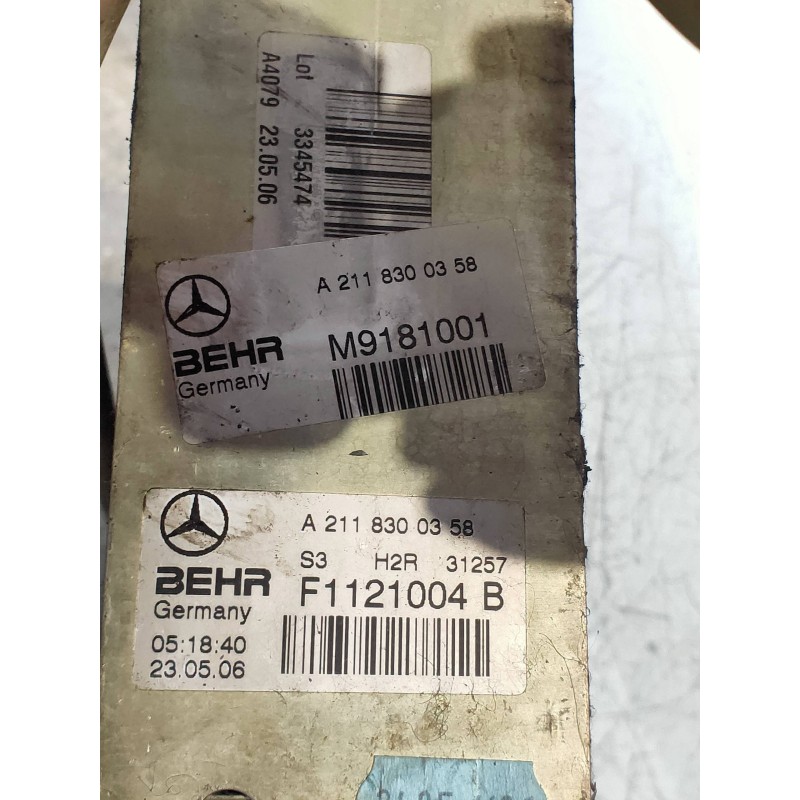 Lot 3345474
A4079 23.05.06
A 211 830 03 58
BEHR M9181001
Germany
A 211 830 03 58
S3 H2R 31257
BEHR F1121004 B
Germany
05:18:40
23.05.06